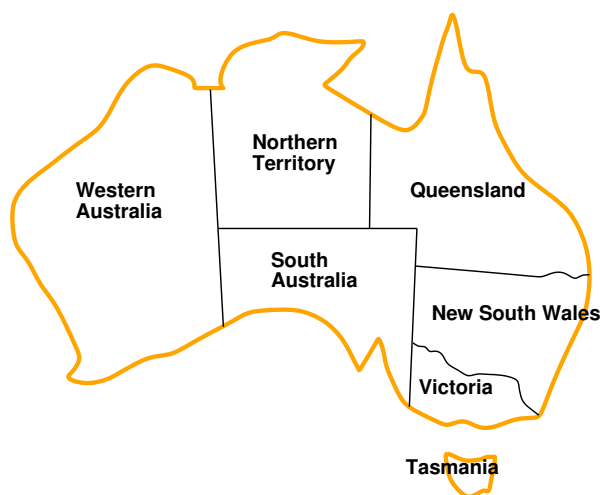 Northern
Territory
Western
Australia
Queensland
South
Australia
New South Wales
Victoria
Tasmania